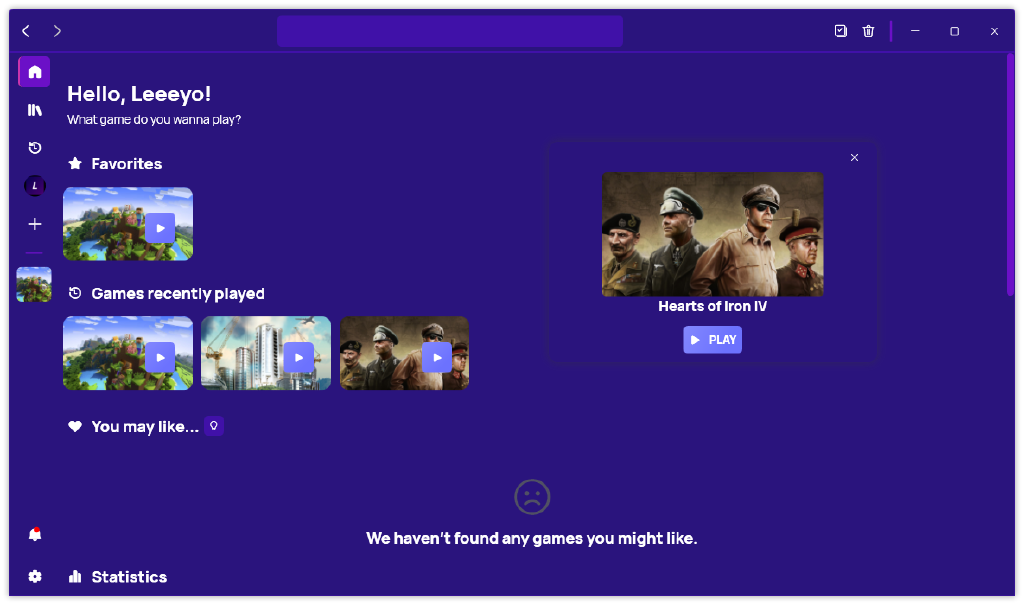 Hello, Leeeyo!
What game do you wanna play?
L
Favorites
Games recently played
Hearts of Iron IV
PLAY
You may like...
We haven't found any games you might like.
Statistics